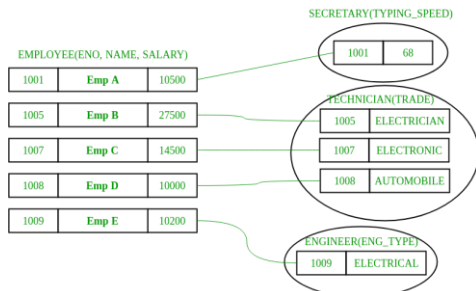 SECRETARY(TYPING_SPEED)
1001 68
EMPLOYEE(ENO, NAME, SALARY)
1001 Emp A 10500
1005 Emp B 27500
1007 Emp C 14500
1008 Emp D 10000
1009 Emp E 10200
TECHNICIAN(TRADE)
1005 ELECTRICIAN
1007 ELECTRONIC
1008 AUTOMOBILE
ENGINEER(ENG_TYPE)
1009 ELECTRICAL